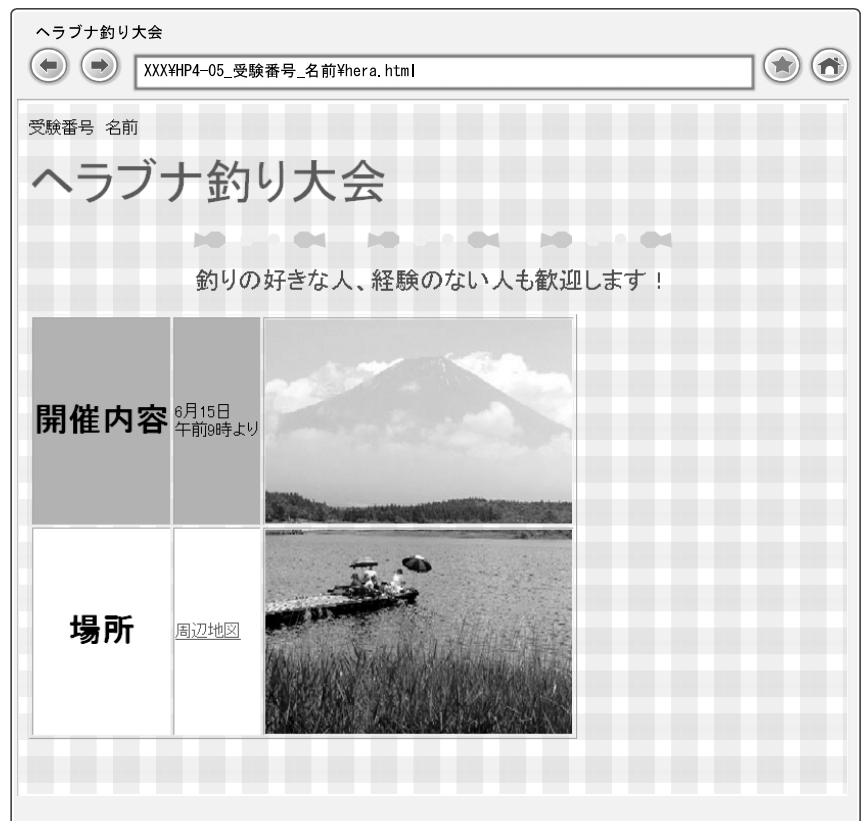 ヘラブナ釣り大会
XXX¥HP4-05_受験番号_名前¥hera.html
受験番号 名前
ヘラブナ釣り大会
釣りの好きな人、経験のない人も歓迎します！
開催内容
6月15日
午前9時より
場所
周辺地図